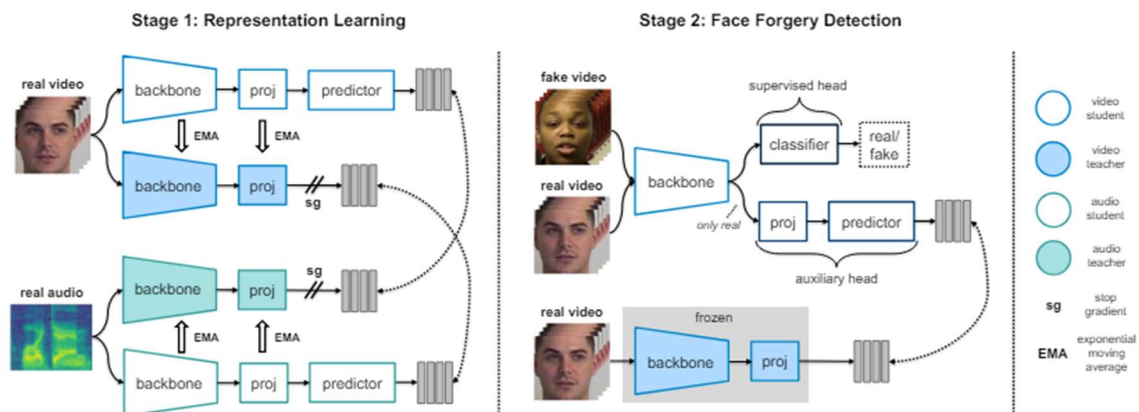 Stage 1: Representation Learning
real video
backbone
proj
predictor
EMA
EMA
backbone
proj
sg
real audio
backbone
proj
sg
EMA
EMA
backbone
proj
predictor
Stage 2: Face Forgery Detection
fake video
real video
backbone
supervised head
classifier
real/
fake
only real
proj
predictor
auxiliary head
real video
frozen
backbone
proj
video
student
video
teacher
audio
student
audio
teacher
sg
stop
gradient
EMA
exponential
moving
average